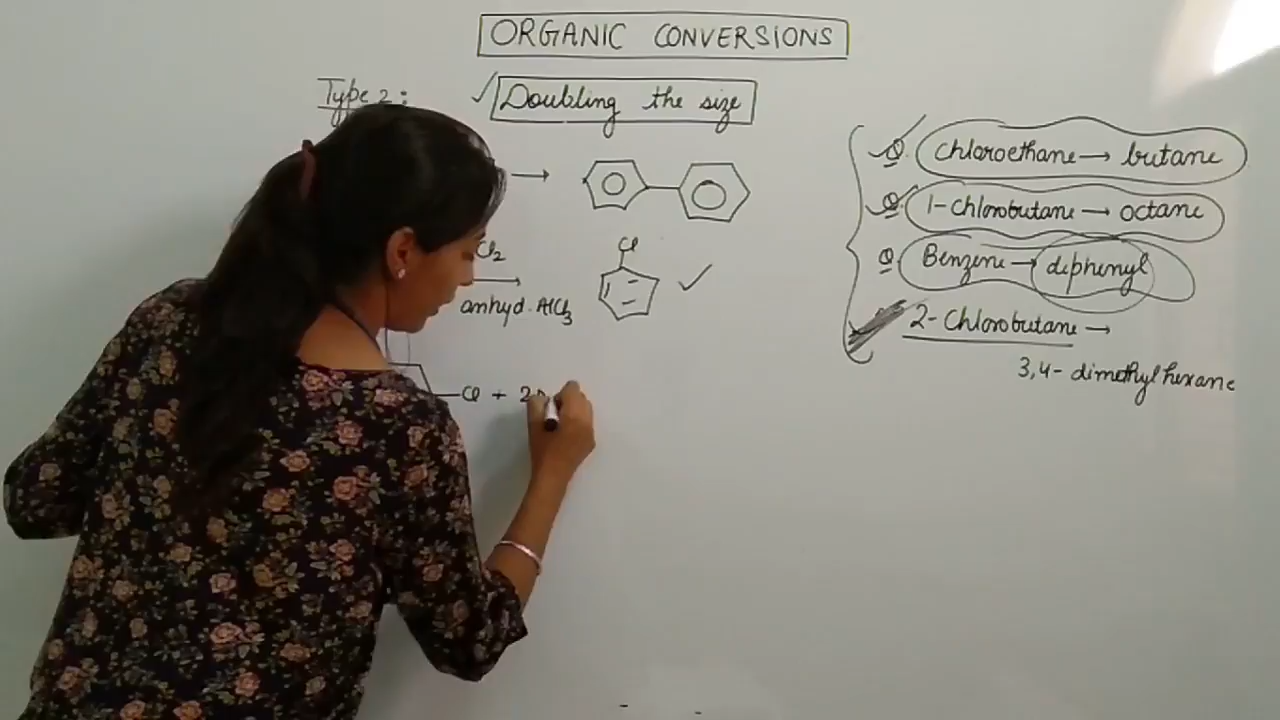 ORGANIC CONVERSIONS
Type 2 :
Doubling the size
Q. Chloroethane → butane
Q. 1-chlorobutane → octane
Q Benzene → diphenyl
2-Chlorobutane →
3,4-dimethylhexane
Cl₂
anhyd. AlCl₃
Cl
Cl + 2